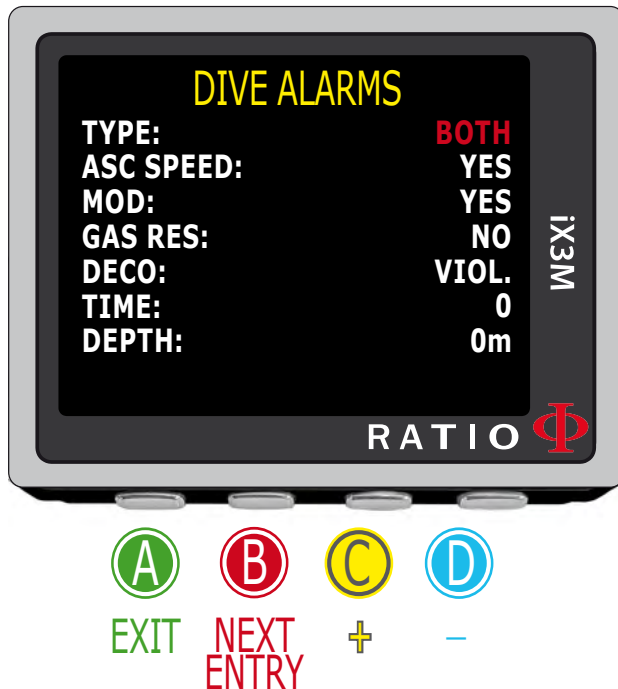 DIVE ALARMS
TYPE: BOTH
ASC SPEED: YES
MOD: YES
GAS RES: NO
DECO: VIOL.
TIME: 0
DEPTH: 0m
iX3M
RATIO
A B C D
EXIT NEXT ENTRY + –